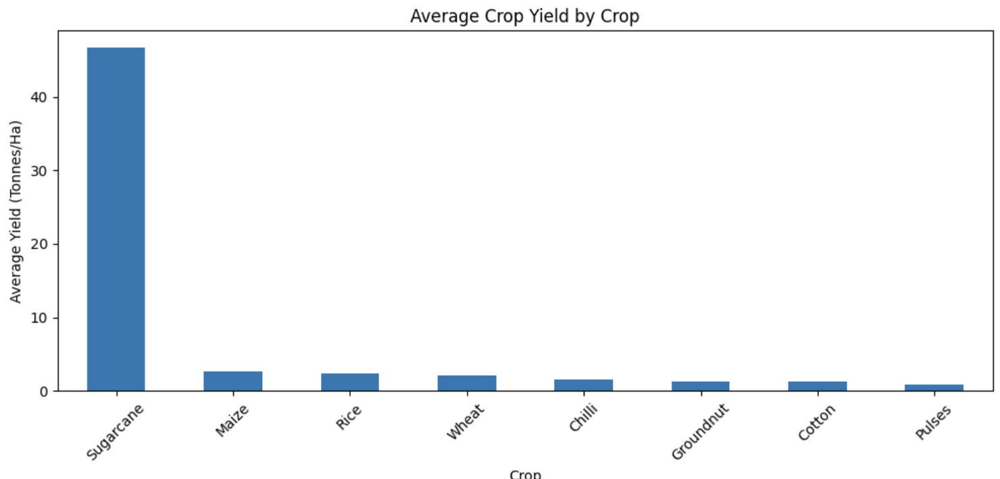 Average Crop Yield by Crop
Average Yield (Tonnes/Ha)
40
30
20
10
0
Sugarcane
Maize
Rice
Wheat
Chilli
Groundnut
Cotton
Pulses
Crop